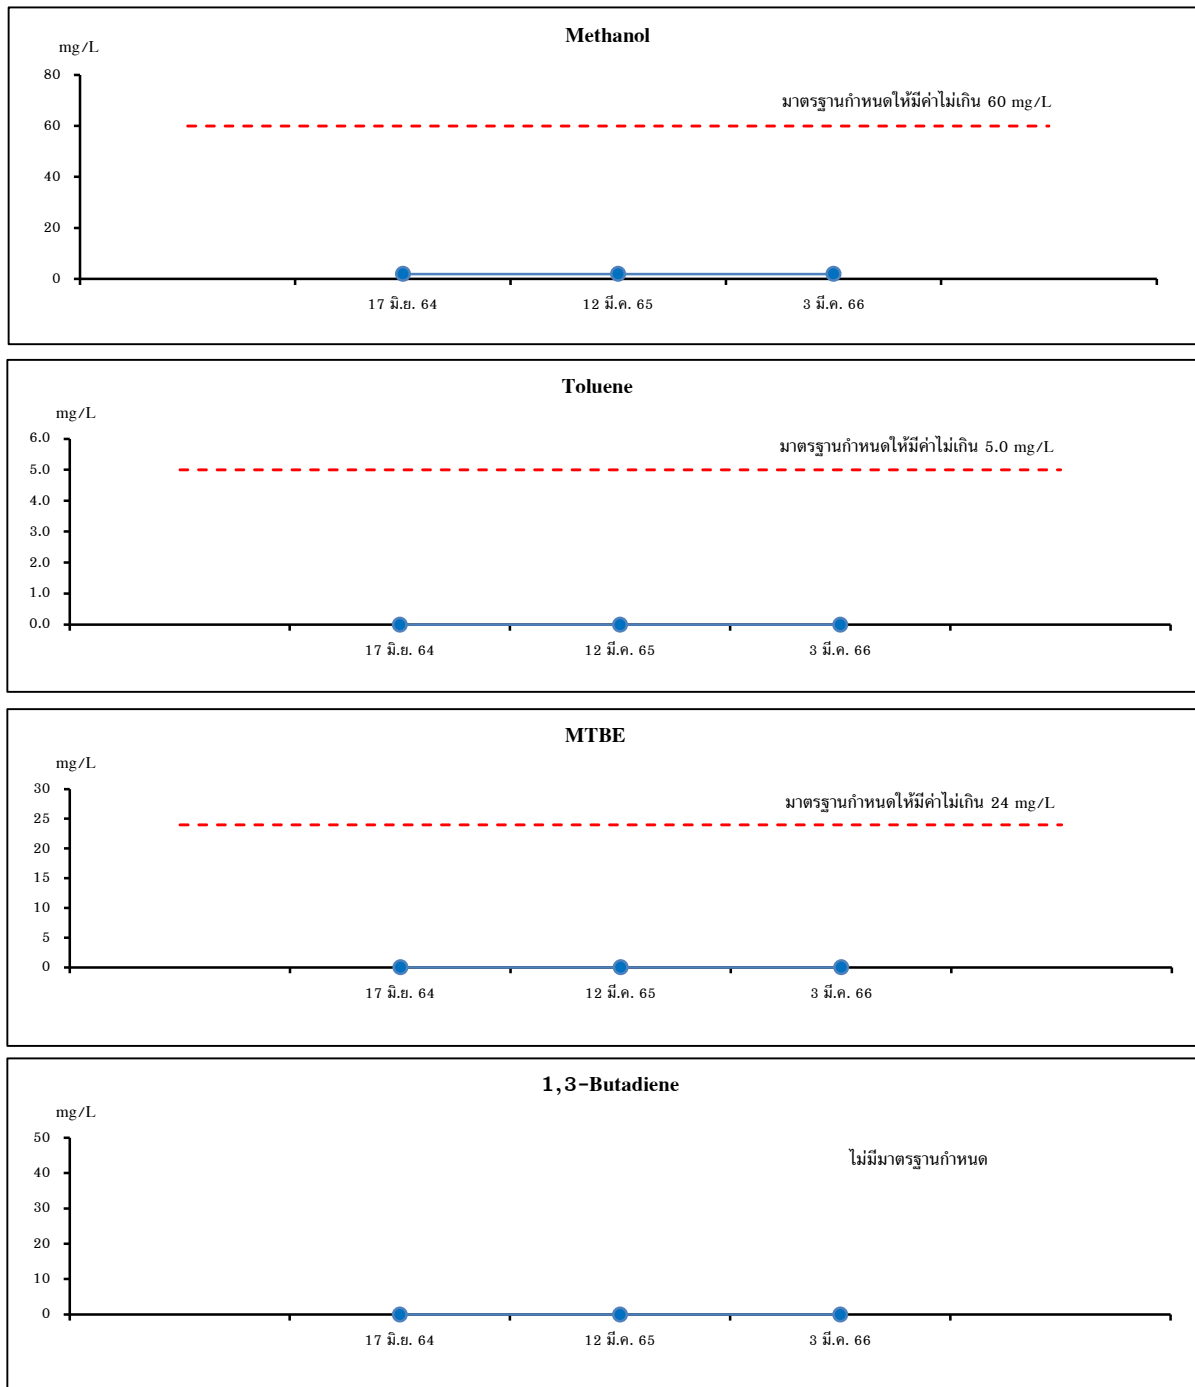 Methanol
mg/L
80
มาตรฐานกำหนดให้มีค่าไม่เกิน 60 mg/L
60
40
20
0
17 มิ.ย. 64 12 มี.ค. 65 3 มี.ค. 66
Toluene
mg/L
6.0
มาตรฐานกำหนดให้มีค่าไม่เกิน 5.0 mg/L
5.0
4.0
3.0
2.0
1.0
0.0
17 มิ.ย. 64 12 มี.ค. 65 3 มี.ค. 66
MTBE
mg/L
30
มาตรฐานกำหนดให้มีค่าไม่เกิน 24 mg/L
25
20
15
10
5
0
17 มิ.ย. 64 12 มี.ค. 65 3 มี.ค. 66
1,3-Butadiene
mg/L
50
ไม่มีมาตรฐานกำหนด
40
30
20
10
0
17 มิ.ย. 64 12 มี.ค. 65 3 มี.ค. 66